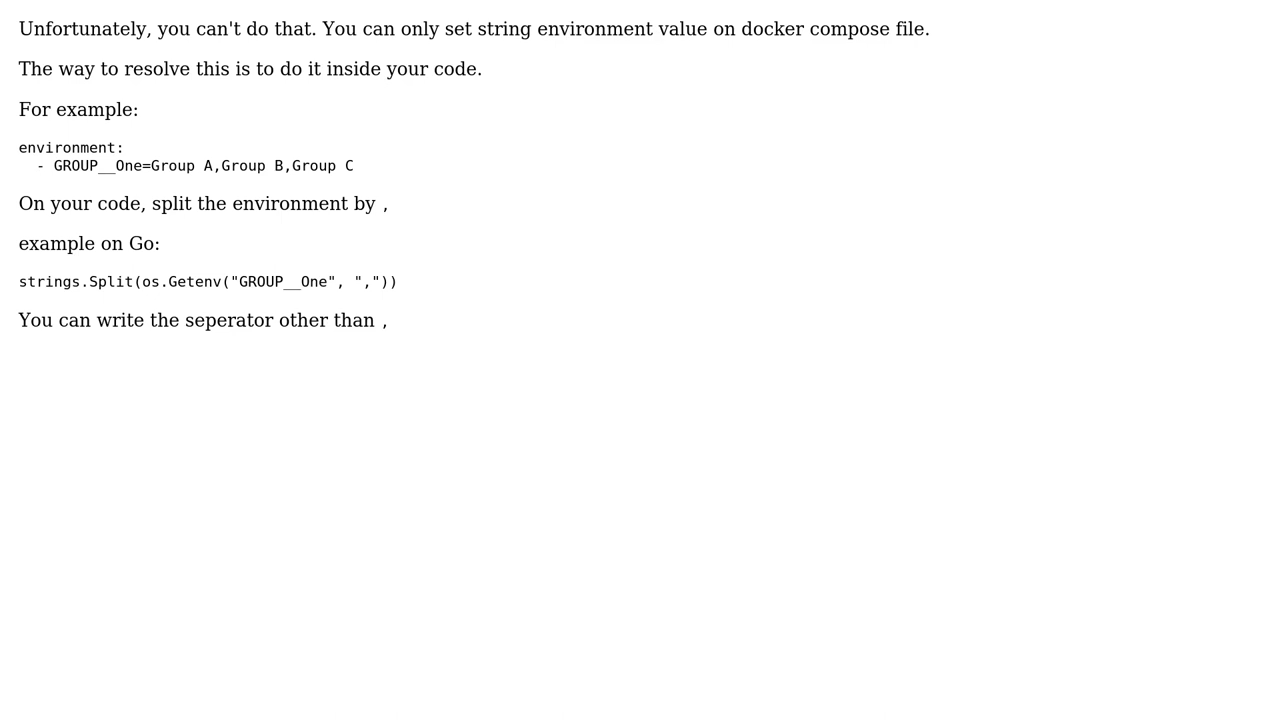 Unfortunately, you can't do that. You can only set string environment value on docker compose file.
The way to resolve this is to do it inside your code.
For example:
environment:
  - GROUP__One=Group A,Group B,Group C
On your code, split the environment by ,
example on Go:
strings.Split(os.Getenv("GROUP__One", ","))
You can write the seperator other than ,